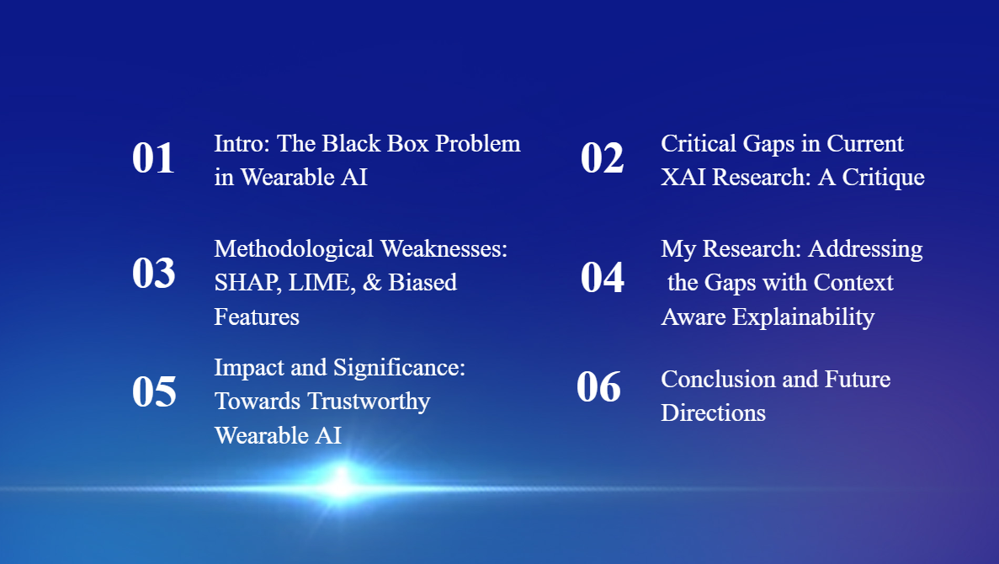 01
Intro: The Black Box Problem
in Wearable AI
02
Critical Gaps in Current
XAI Research: A Critique
03
Methodological Weaknesses:
SHAP, LIME, & Biased
Features
04
My Research: Addressing
the Gaps with Context
Aware Explainability
05
Impact and Significance:
Towards Trustworthy
Wearable AI
06
Conclusion and Future
Directions